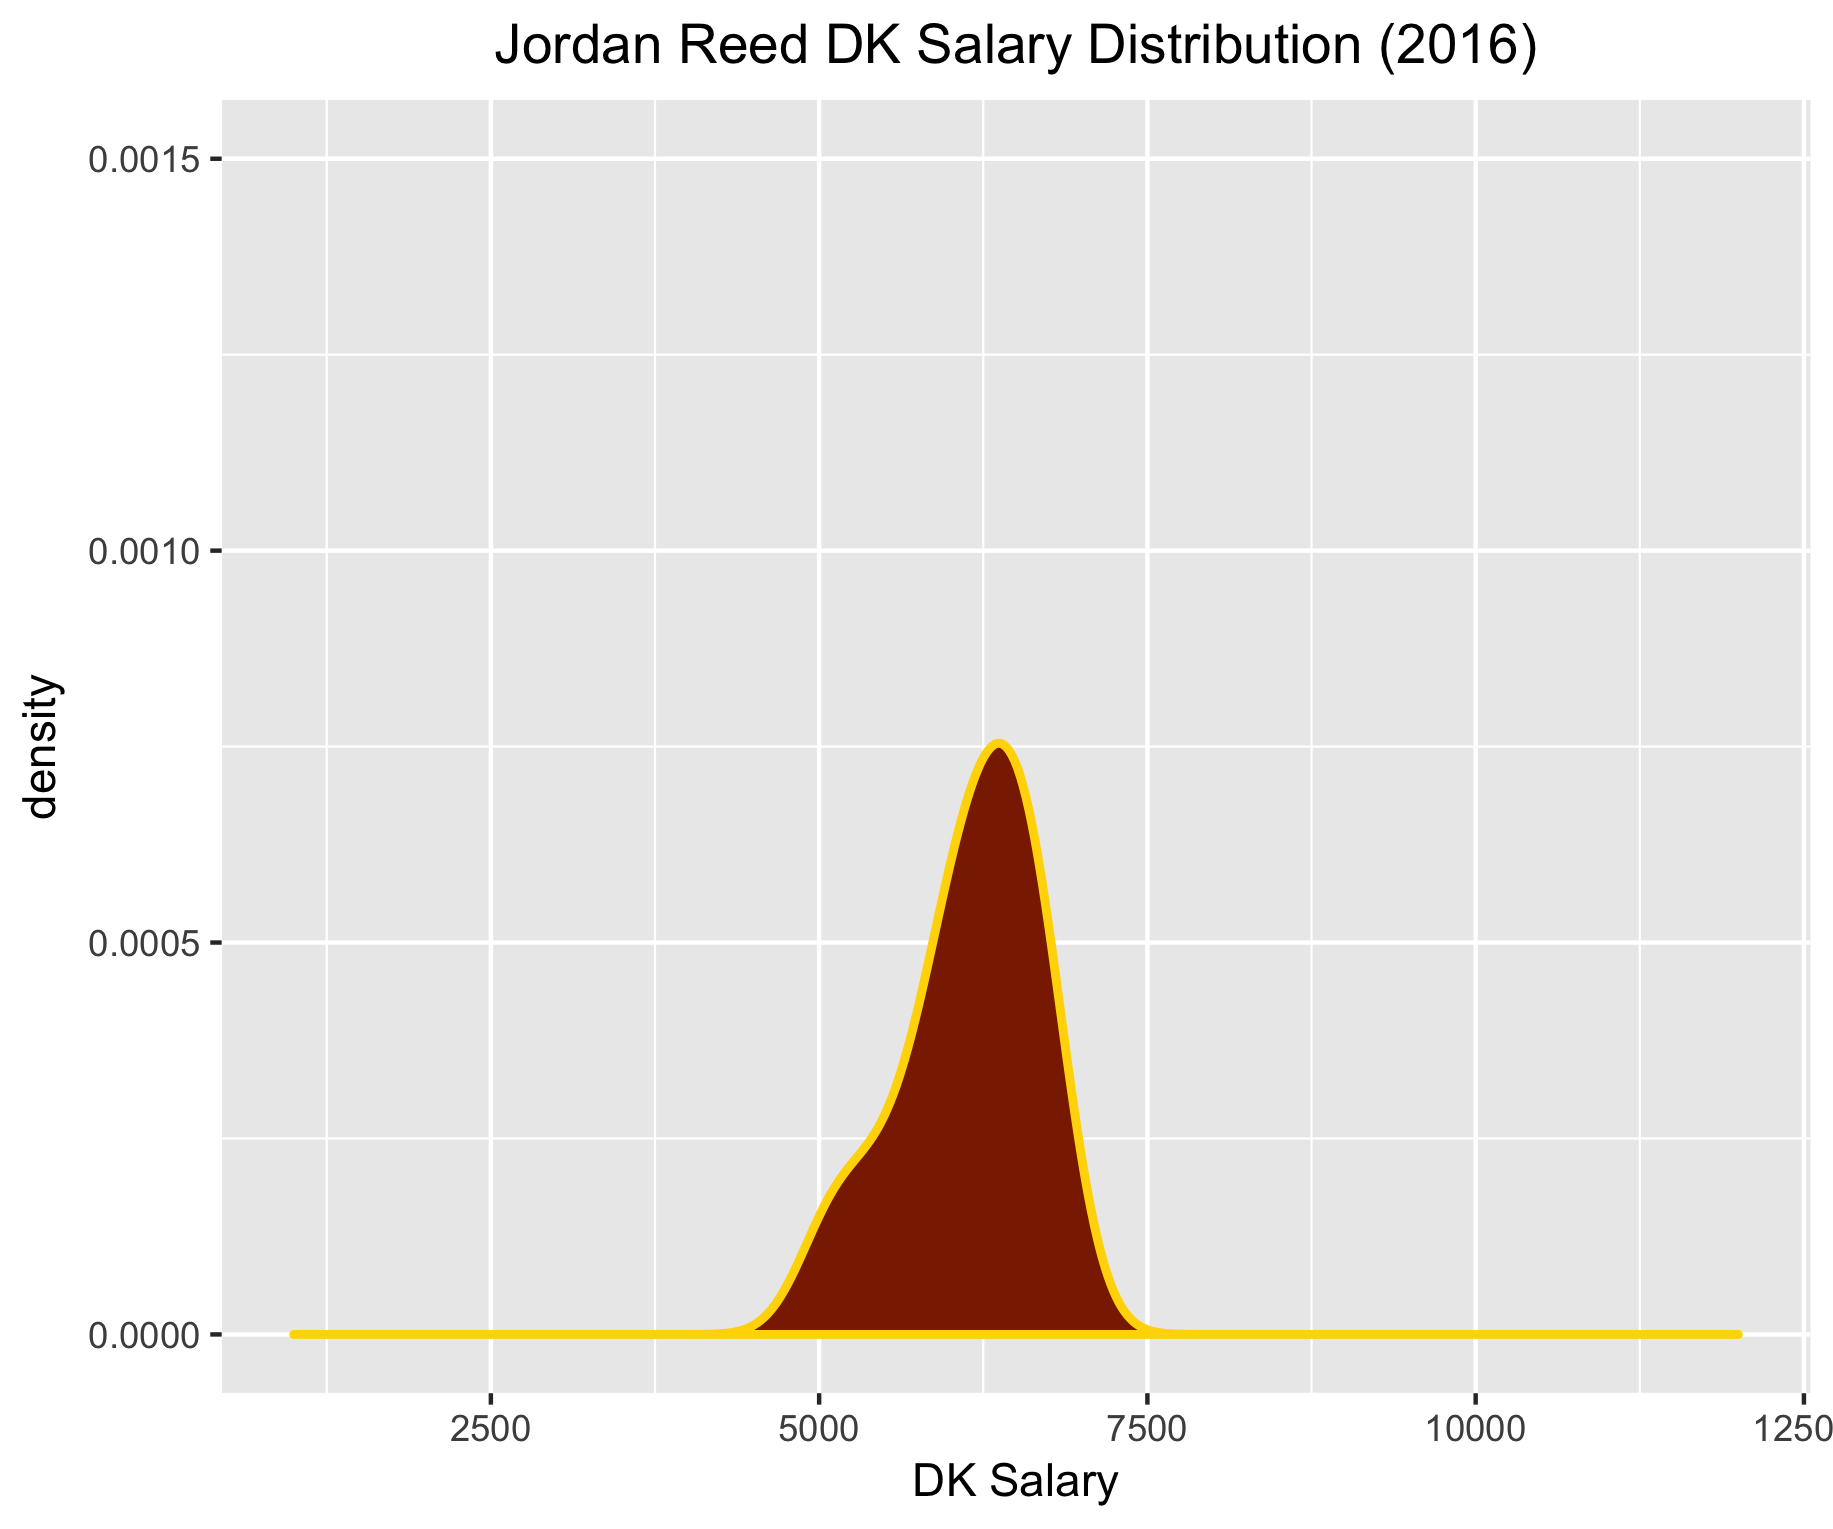 Jordan Reed DK Salary Distribution (2016)
0.0015
0.0010
density
0.0005
0.0000
2500 5000 7500 10000 1250
DK Salary